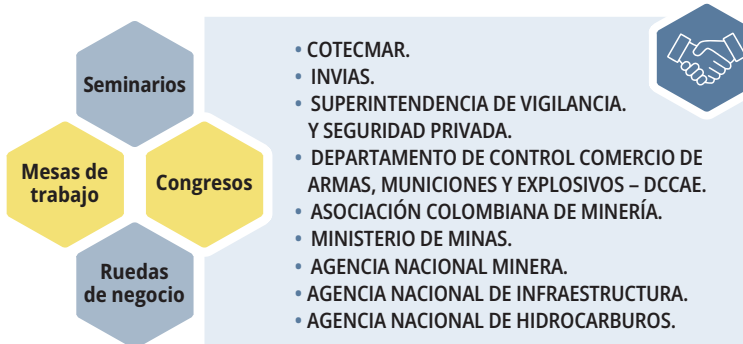 Seminarios
Mesas de
trabajo
Congresos
Ruedas
de negocio
• COTECMAR.
• INVIAS.
• SUPERINTENDENCIA DE VIGILANCIA.
Y SEGURIDAD PRIVADA.
• DEPARTAMENTO DE CONTROL COMERCIO DE
ARMAS, MUNICIONES Y EXPLOSIVOS – DCCAE.
• ASOCIACIÓN COLOMBIANA DE MINERÍA.
• MINISTERIO DE MINAS.
• AGENCIA NACIONAL MINERA.
• AGENCIA NACIONAL DE INFRAESTRUCTURA.
• AGENCIA NACIONAL DE HIDROCARBUROS.